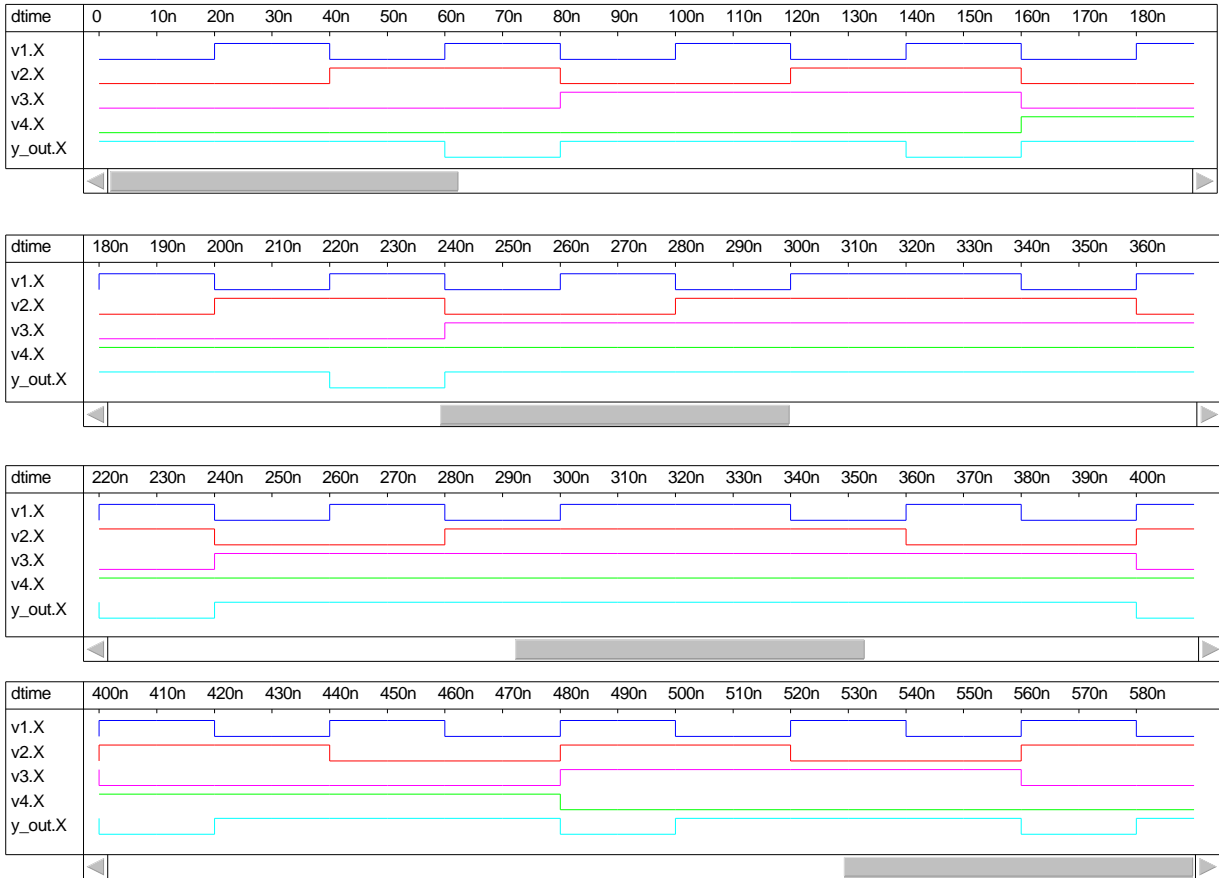 dtime 0 10n 20n 30n 40n 50n 60n 70n 80n 90n 100n 110n 120n 130n 140n 150n 160n 170n 180n
v1.X
v2.X
v3.X
v4.X
y_out.X
dtime 180n 190n 200n 210n 220n 230n 240n 250n 260n 270n 280n 290n 300n 310n 320n 330n 340n 350n 360n
v1.X
v2.X
v3.X
v4.X
y_out.X
dtime 220n 230n 240n 250n 260n 270n 280n 290n 300n 310n 320n 330n 340n 350n 360n 370n 380n 390n 400n
v1.X
v2.X
v3.X
v4.X
y_out.X
dtime 400n 410n 420n 430n 440n 450n 460n 470n 480n 490n 500n 510n 520n 530n 540n 550n 560n 570n 580n
v1.X
v2.X
v3.X
v4.X
y_out.X